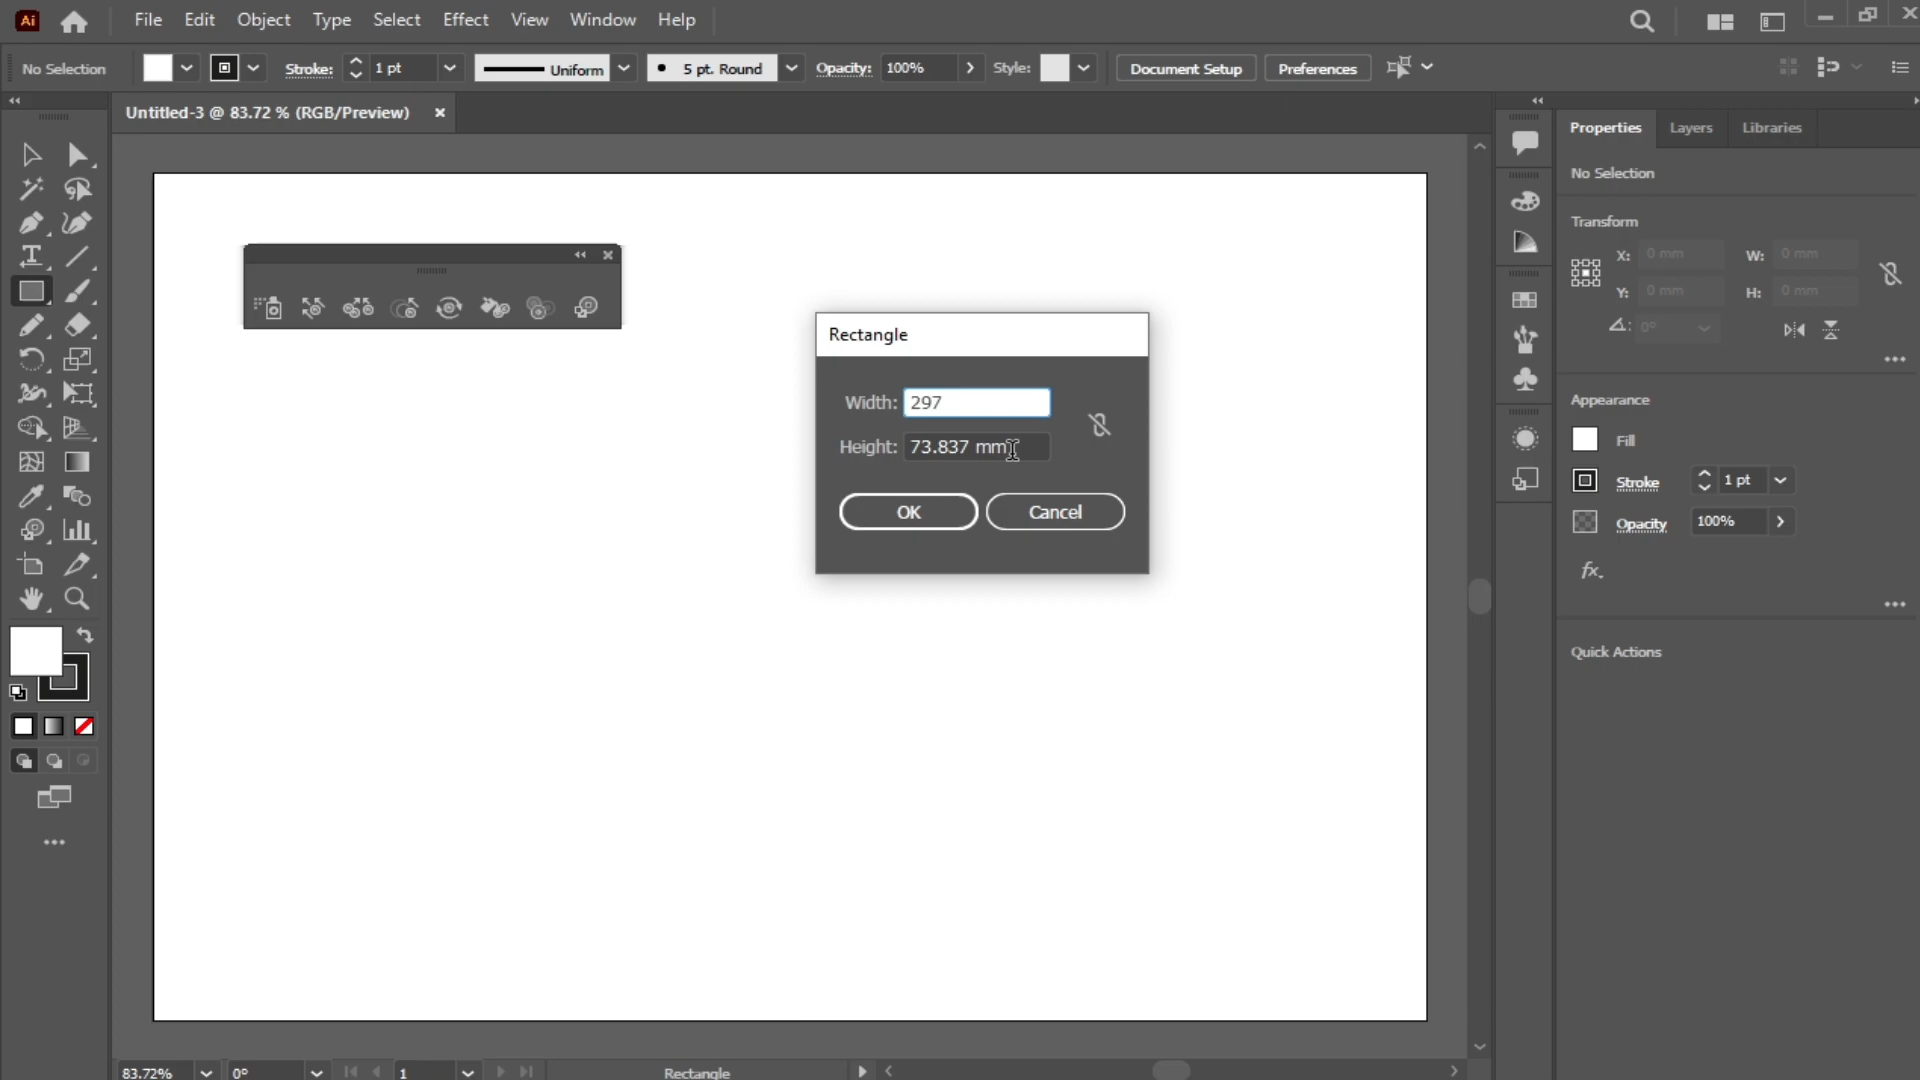 Ai File Edit Object Type Select Effect View Window Help
No Selection Stroke: 1 pt Uniform 5 pt. Round Opacity: 100% Style: Document Setup Preferences
Untitled-3 @ 83.72 % (RGB/Preview)
Properties Layers Libraries
No Selection
Transform
X: 0 mm W: 0 mm
Y: 0 mm H: 0 mm
0°
Rectangle
Width: 297
Height: 73.837 mm
OK Cancel
Appearance
Fill
Stroke 1 pt
Opacity 100%
fx.
Quick Actions
83.72% 0° 1 Rectangle